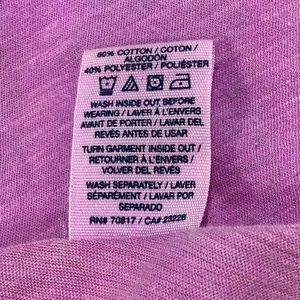 60% COTTON / COTON /
ALGODÓN
40% POLYESTER / POLIÉSTER
WASH INSIDE OUT BEFORE
WEARING / LAVER À L'ENVERS
AVANT DE PORTER / LAVAR DEL
REVÉS ANTES DE USAR
TURN GARMENT INSIDE OUT /
RETOURNER À L'ENVERS /
VOLVER DEL REVÉS
WASH SEPARATELY / LAVER
SÉPARÉMENT / LAVAR POR
SEPARADO
RN# 70817 / CA# 23226